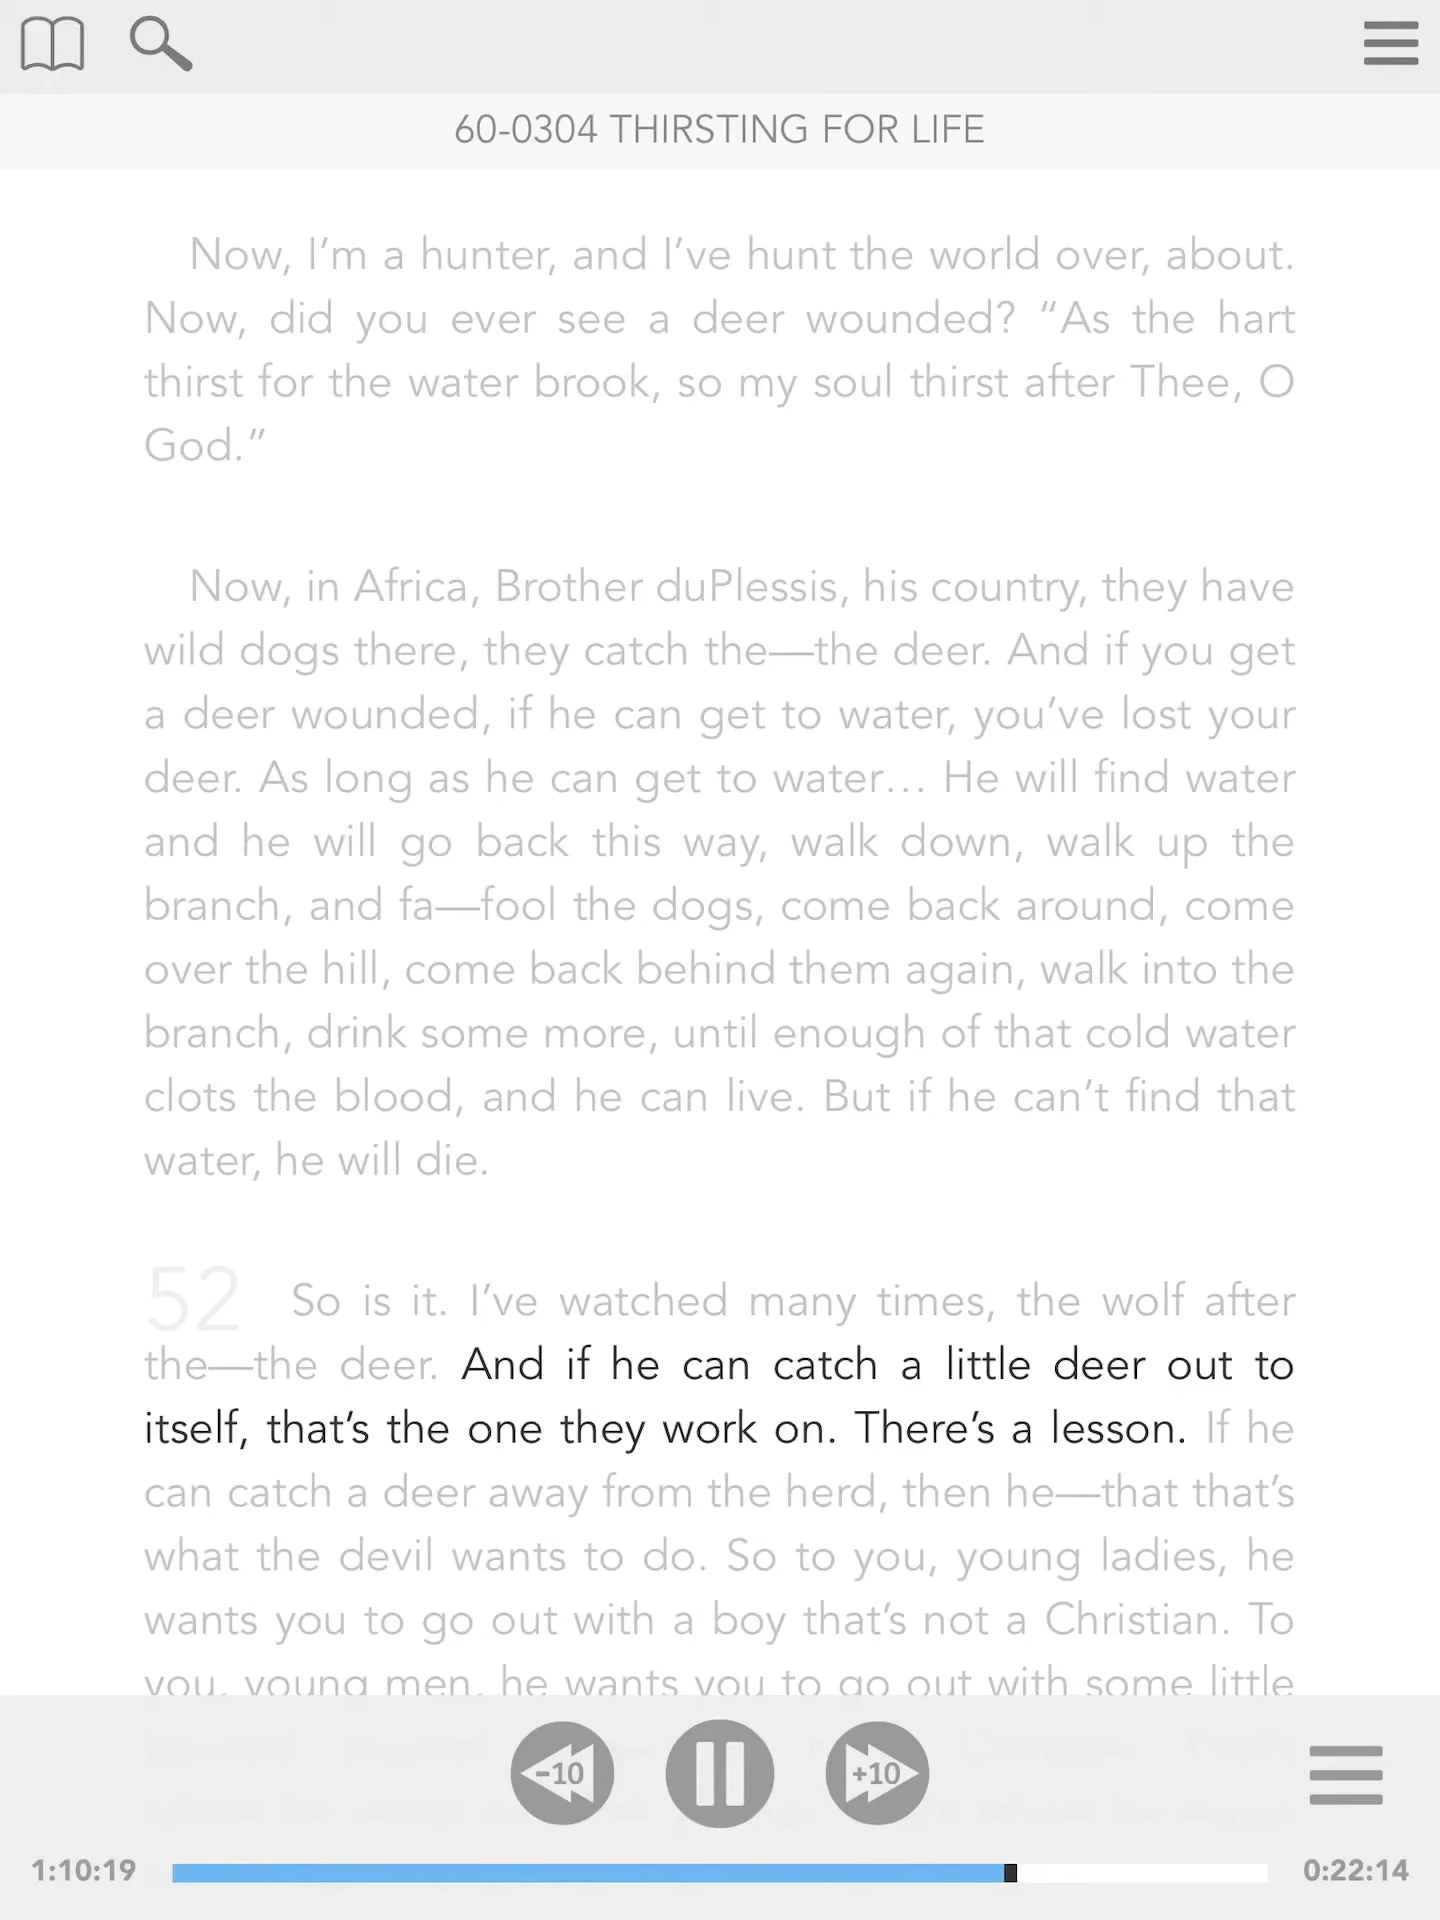 60-0304 THIRSTING FOR LIFE
Now, I’m a hunter, and I’ve hunt the world over, about.
Now, did you ever see a deer wounded? “As the hart
thirst for the water brook, so my soul thirst after Thee, O
God.”
Now, in Africa, Brother duPlessis, his country, they have
wild dogs there, they catch the—the deer. And if you get
a deer wounded, if he can get to water, you’ve lost your
deer. As long as he can get to water… He will find water
and he will go back this way, walk down, walk up the
branch, and fa—fool the dogs, come back around, come
over the hill, come back behind them again, walk into the
branch, drink some more, until enough of that cold water
clots the blood, and he can live. But if he can’t find that
water, he will die.
52 So is it. I’ve watched many times, the wolf after
the—the deer. And if he can catch a little deer out to
itself, that’s the one they work on. There’s a lesson. If he
can catch a deer away from the herd, then he—that that’s
what the devil wants to do. So to you, young ladies, he
wants you to go out with a boy that’s not a Christian. To
you, young men, he wants you to go out with some little
-10 +10
1:10:19 0:22:14